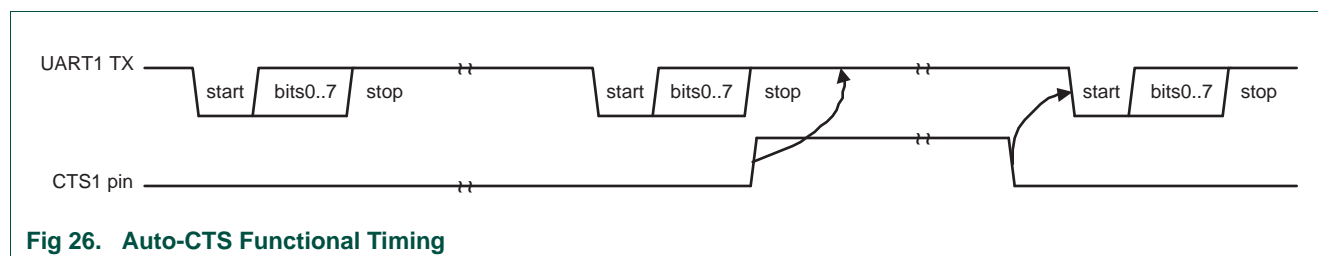 UART1 TX
start bits0..7 stop
start bits0..7 stop
start bits0..7 stop
CTS1 pin
Fig 26. Auto-CTS Functional Timing